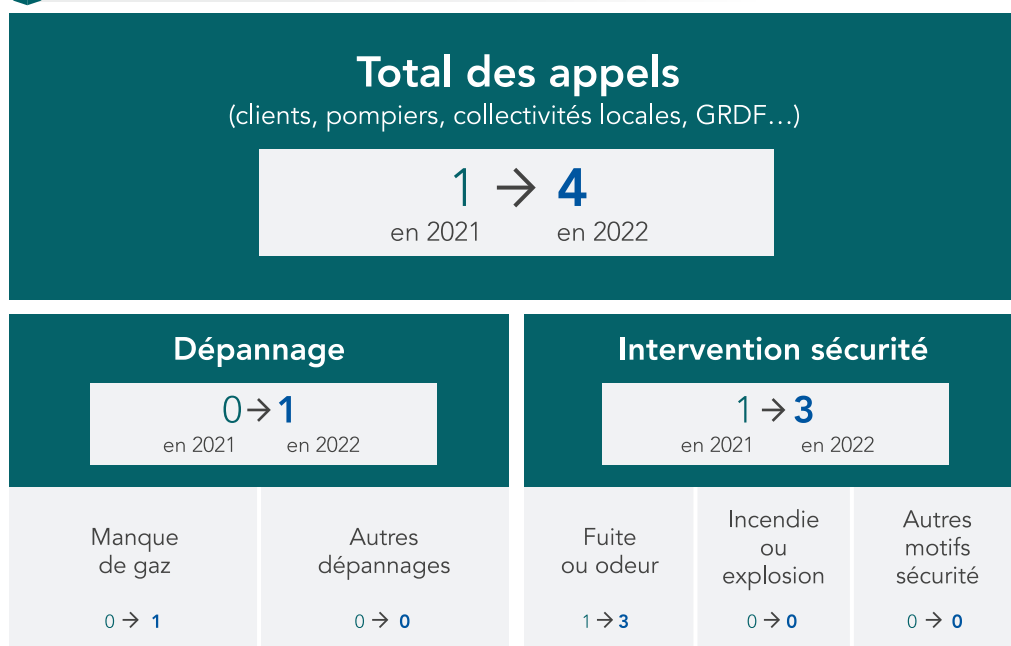 Total des appels
(clients, pompiers, collectivités locales, GRDF...)
1 → 4
en 2021 en 2022
Dépannage
0 → 1
en 2021 en 2022
Manque
de gaz
0 → 1
Autres
dépannages
0 → 0
Intervention sécurité
1 → 3
en 2021 en 2022
Fuite
ou odeur
1 → 3
Incendie
ou
explosion
0 → 0
Autres
motifs
sécurité
0 → 0